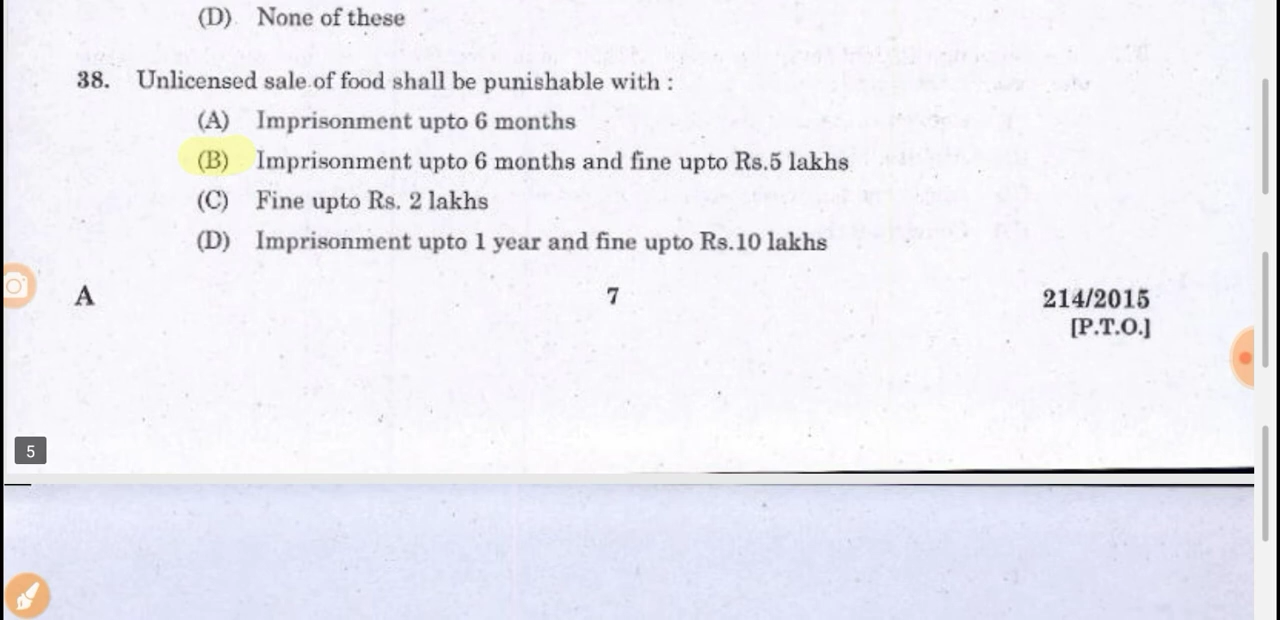 (D) None of these
38. Unlicensed sale of food shall be punishable with :
(A) Imprisonment upto 6 months
(B) Imprisonment upto 6 months and fine upto Rs.5 lakhs
(C) Fine upto Rs. 2 lakhs
(D) Imprisonment upto 1 year and fine upto Rs.10 lakhs
A 7 214/2015
[P.T.O.]
5